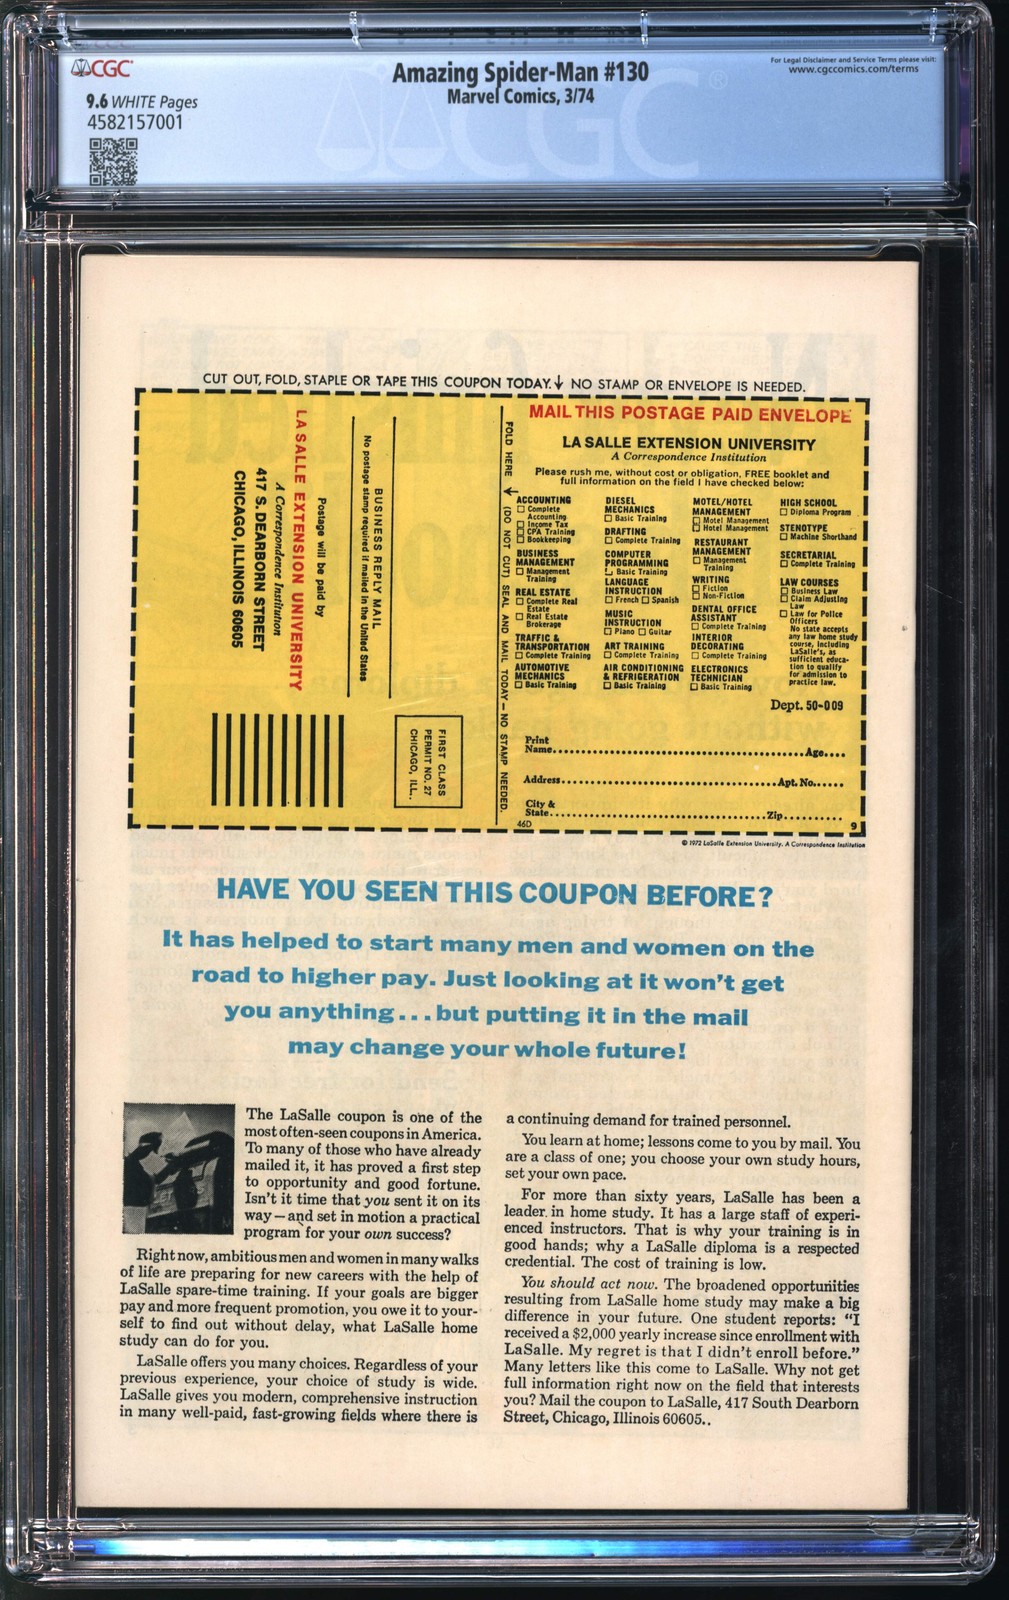 CGC
Amazing Spider-Man #130
Marvel Comics, 3/74
For Legal Disclaimer and Service Terms please visit:
www.cgccomics.com/terms
9.6 WHITE Pages
4582157001
CGC
CUT OUT, FOLD, STAPLE OR TAPE THIS COUPON TODAY. ↓ NO STAMP OR ENVELOPE IS NEEDED.
Postage will be paid by
LA SALLE EXTENSION UNIVERSITY
A Correspondence Institution
417 S. DEARBORN STREET
CHICAGO, ILLINOIS 60605
BUSINESS REPLY MAIL
No postage stamp required if mailed in the United States
FIRST CLASS
PERMIT NO. 27
CHICAGO, ILL..
FOLD HERE ↓ (DO NOT CUT) SEAL AND MAIL TODAY—NO STAMP NEEDED.
MAIL THIS POSTAGE PAID ENVELOPE
LA SALLE EXTENSION UNIVERSITY
A Correspondence Institution
Please rush me, without cost or obligation, FREE booklet and
full information on the field I have checked below:
ACCOUNTING
□ Complete
Accounting
□ Income Tax
□ CPA Training
□ Bookkeeping
BUSINESS
MANAGEMENT
□ Management
Training
REAL ESTATE
□ Complete Real
Estate
□ Real Estate
Brokerage
TRAFFIC &
TRANSPORTATION
□ Complete Training
AUTOMOTIVE
MECHANICS
□ Basic Training
DIESEL
MECHANICS
□ Basic Training
DRAFTING
□ Complete Training
COMPUTER
PROGRAMMING
□ Basic Training
LANGUAGE
INSTRUCTION
□ French □ Spanish
MUSIC
INSTRUCTION
□ Piano □ Guitar
ART TRAINING
□ Complete Training
AIR CONDITIONING
& REFRIGERATION
□ Basic Training
MOTEL/HOTEL
MANAGEMENT
□ Motel Management
□ Hotel Management
RESTAURANT
MANAGEMENT
□ Management
Training
WRITING
□ Fiction
□ Non-Fiction
DENTAL OFFICE
ASSISTANT
□ Complete Training
INTERIOR
DECORATING
□ Complete Training
ELECTRONICS
TECHNICIAN
□ Basic Training
HIGH SCHOOL
□ Diploma Program
STENOTYPE
□ Machine Shorthand
SECRETARIAL
□ Complete Training
LAW COURSES
□ Business Law
□ Claim Adjusting
Law
□ Law for Police
Officers
No state accepts
any law home study
course, including
LaSalle's, as
sufficient educa-
tion to qualify
for admission to
practice law.
Dept. 50-009
Print
Name...Age....
Address...Apt. No......
City &
State...Zip..........
46D
9
© 1972 LaSalle Extension University, A Correspondence Institution
HAVE YOU SEEN THIS COUPON BEFORE?
It has helped to start many men and women on the
road to higher pay. Just looking at it won't get
you anything...but putting it in the mail
may change your whole future!
The LaSalle coupon is one of the
most often-seen coupons in America.
To many of those who have already
mailed it, it has proved a first step
to opportunity and good fortune.
Isn't it time that you sent it on its
way—and set in motion a practical
program for your own success?
Right now, ambitious men and women in many walks
of life are preparing for new careers with the help of
LaSalle spare-time training. If your goals are bigger
pay and more frequent promotion, you owe it to your-
self to find out without delay, what LaSalle home
study can do for you.
LaSalle offers you many choices. Regardless of your
previous experience, your choice of study is wide.
LaSalle gives you modern, comprehensive instruction
in many well-paid, fast-growing fields where there is
a continuing demand for trained personnel.
You learn at home; lessons come to you by mail. You
are a class of one; you choose your own study hours,
set your own pace.
For more than sixty years, LaSalle has been a
leader in home study. It has a large staff of experi-
enced instructors. That is why your training is in
good hands; why a LaSalle diploma is a respected
credential. The cost of training is low.
You should act now. The broadened opportunities
resulting from LaSalle home study may make a big
difference in your future. One student reports: "I
received a $2,000 yearly increase since enrollment with
LaSalle. My regret is that I didn't enroll before."
Many letters like this come to LaSalle. Why not get
full information right now on the field that interests
you? Mail the coupon to LaSalle, 417 South Dearborn
Street, Chicago, Illinois 60605..